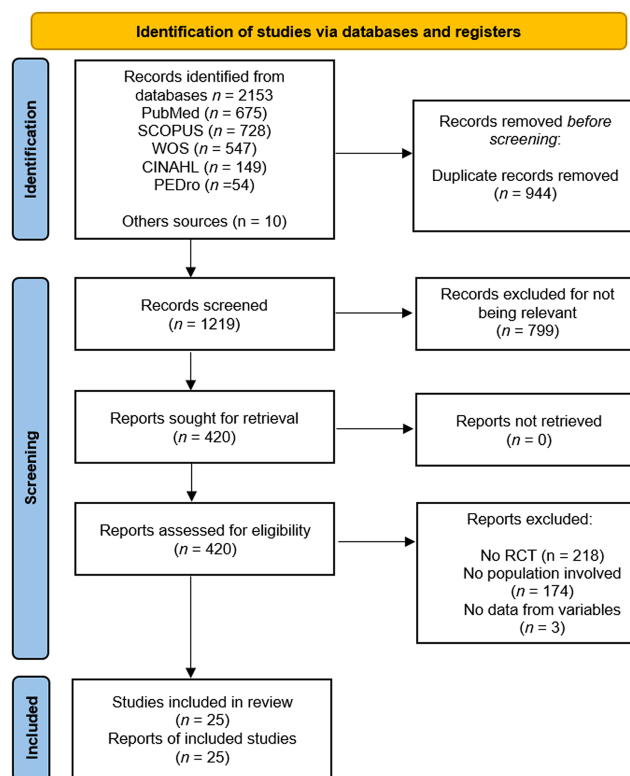 Identification of studies via databases and registers
Identification
Records identified from
databases n = 2153
PubMed (n = 675)
SCOPUS (n = 728)
WOS (n = 547)
CINAHL (n = 149)
PEDro (n =54)
Others sources (n = 10)
Records removed before
screening:
Duplicate records removed
(n = 944)
Screening
Records screened
(n = 1219)
Records excluded for not
being relevant
(n = 799)
Reports sought for retrieval
(n = 420)
Reports not retrieved
(n = 0)
Reports assessed for eligibility
(n = 420)
Reports excluded:
No RCT (n = 218)
No population involved
(n = 174)
No data from variables
(n = 3)
Included
Studies included in review
(n = 25)
Reports of included studies
(n = 25)